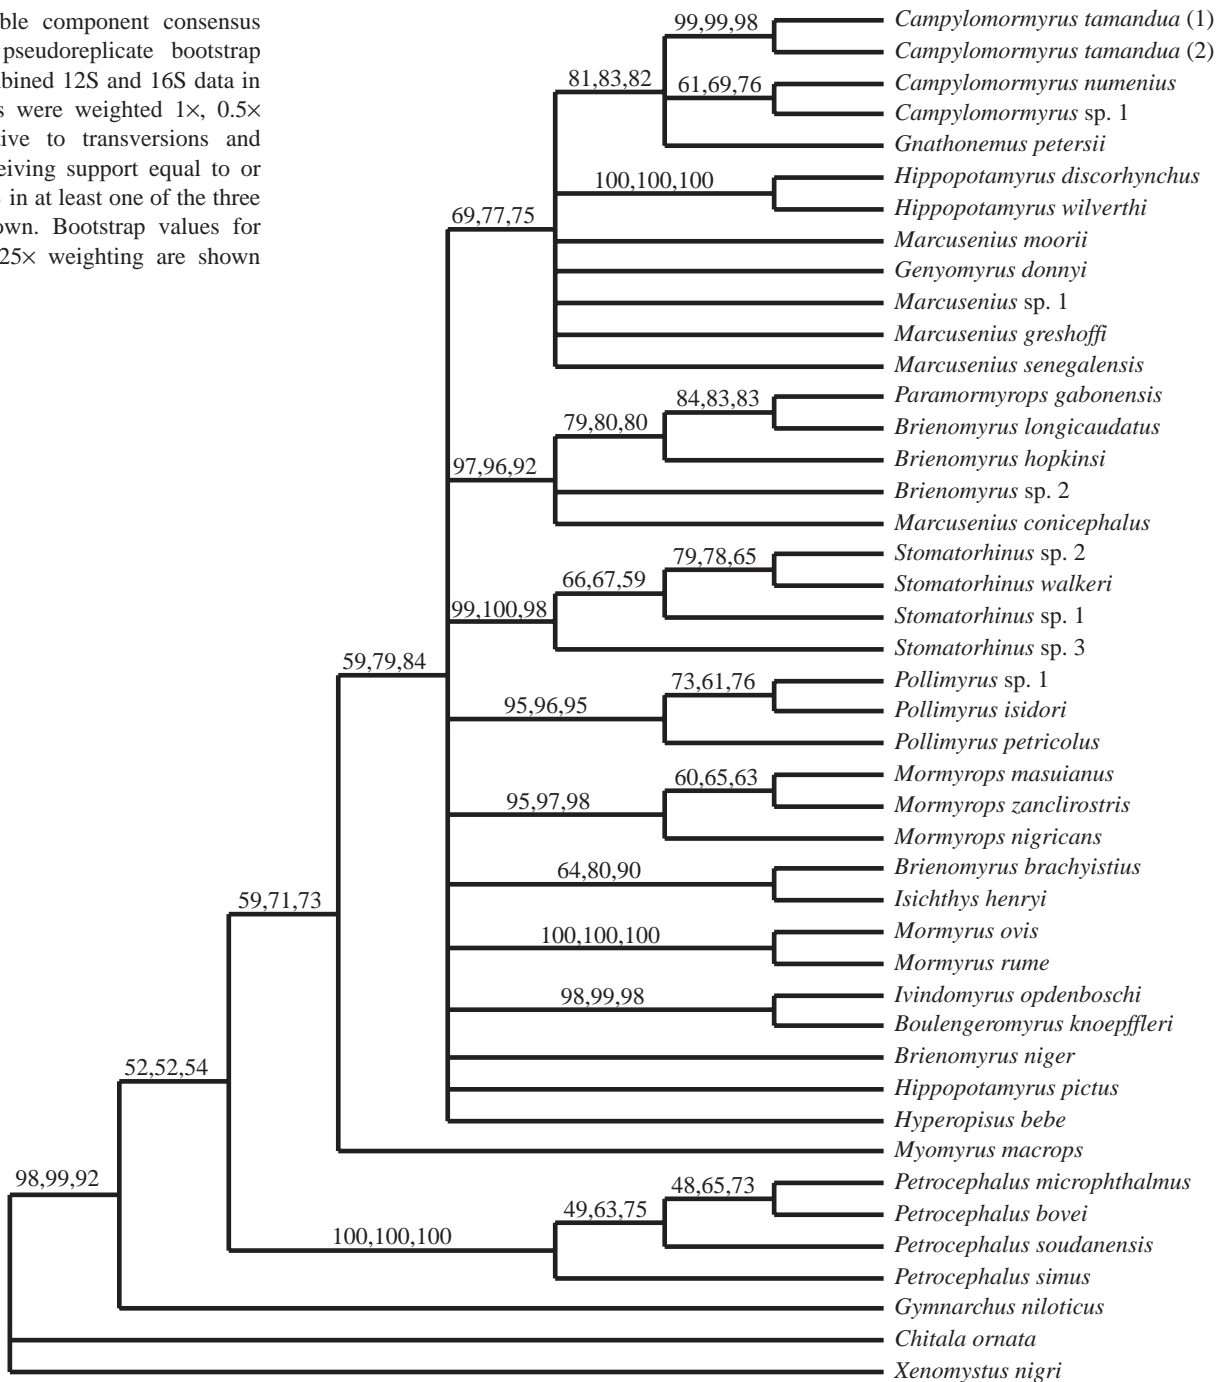 ble component consensus
pseudoreplicate bootstrap
bined 12S and 16S data in
s were weighted 1×, 0.5×
tive to transversions and
eiving support equal to or
in at least one of the three
own. Bootstrap values for
25× weighting are shown
99,99,98
Campylomormyrus tamandua (1)
Campylomormyrus tamandua (2)
81,83,82
61,69,76
Campylomormyrus numenius
Campylomormyrus sp. 1
Gnathonemus petersii
100,100,100
Hippopotamyrus discorhynchus
Hippopotamyrus wilverthi
69,77,75
Marcusenius moorii
Genyomyrus donnyi
Marcusenius sp. 1
Marcusenius greshoffi
Marcusenius senegalensis
84,83,83
Paramormyrops gabonensis
79,80,80
Brienomyrus longicaudatus
Brienomyrus hopkinsi
97,96,92
Brienomyrus sp. 2
Marcusenius conicephalus
79,78,65
Stomatorhinus sp. 2
66,67,59
Stomatorhinus walkeri
99,100,98
Stomatorhinus sp. 1
Stomatorhinus sp. 3
59,79,84
73,61,76
Pollimyrus sp. 1
95,96,95
Pollimyrus isidori
Pollimyrus petricolus
60,65,63
Mormyrops masuianus
95,97,98
Mormyrops zanclirostris
Mormyrops nigricans
64,80,90
Brienomyrus brachyistius
59,71,73
Isichthys henryi
100,100,100
Mormyrus ovis
Mormyrus rume
98,99,98
Ivindomyrus opdenboschi
Boulengeromyrus knoepffleri
52,52,54
Brienomyrus niger
Hippopotamyrus pictus
Hyperopisus bebe
Myomyrus macrops
98,99,92
48,65,73
Petrocephalus microphthalmus
49,63,75
Petrocephalus bovei
100,100,100
Petrocephalus soudanensis
Petrocephalus simus
Gymnarchus niloticus
Chitala ornata
Xenomystus nigri